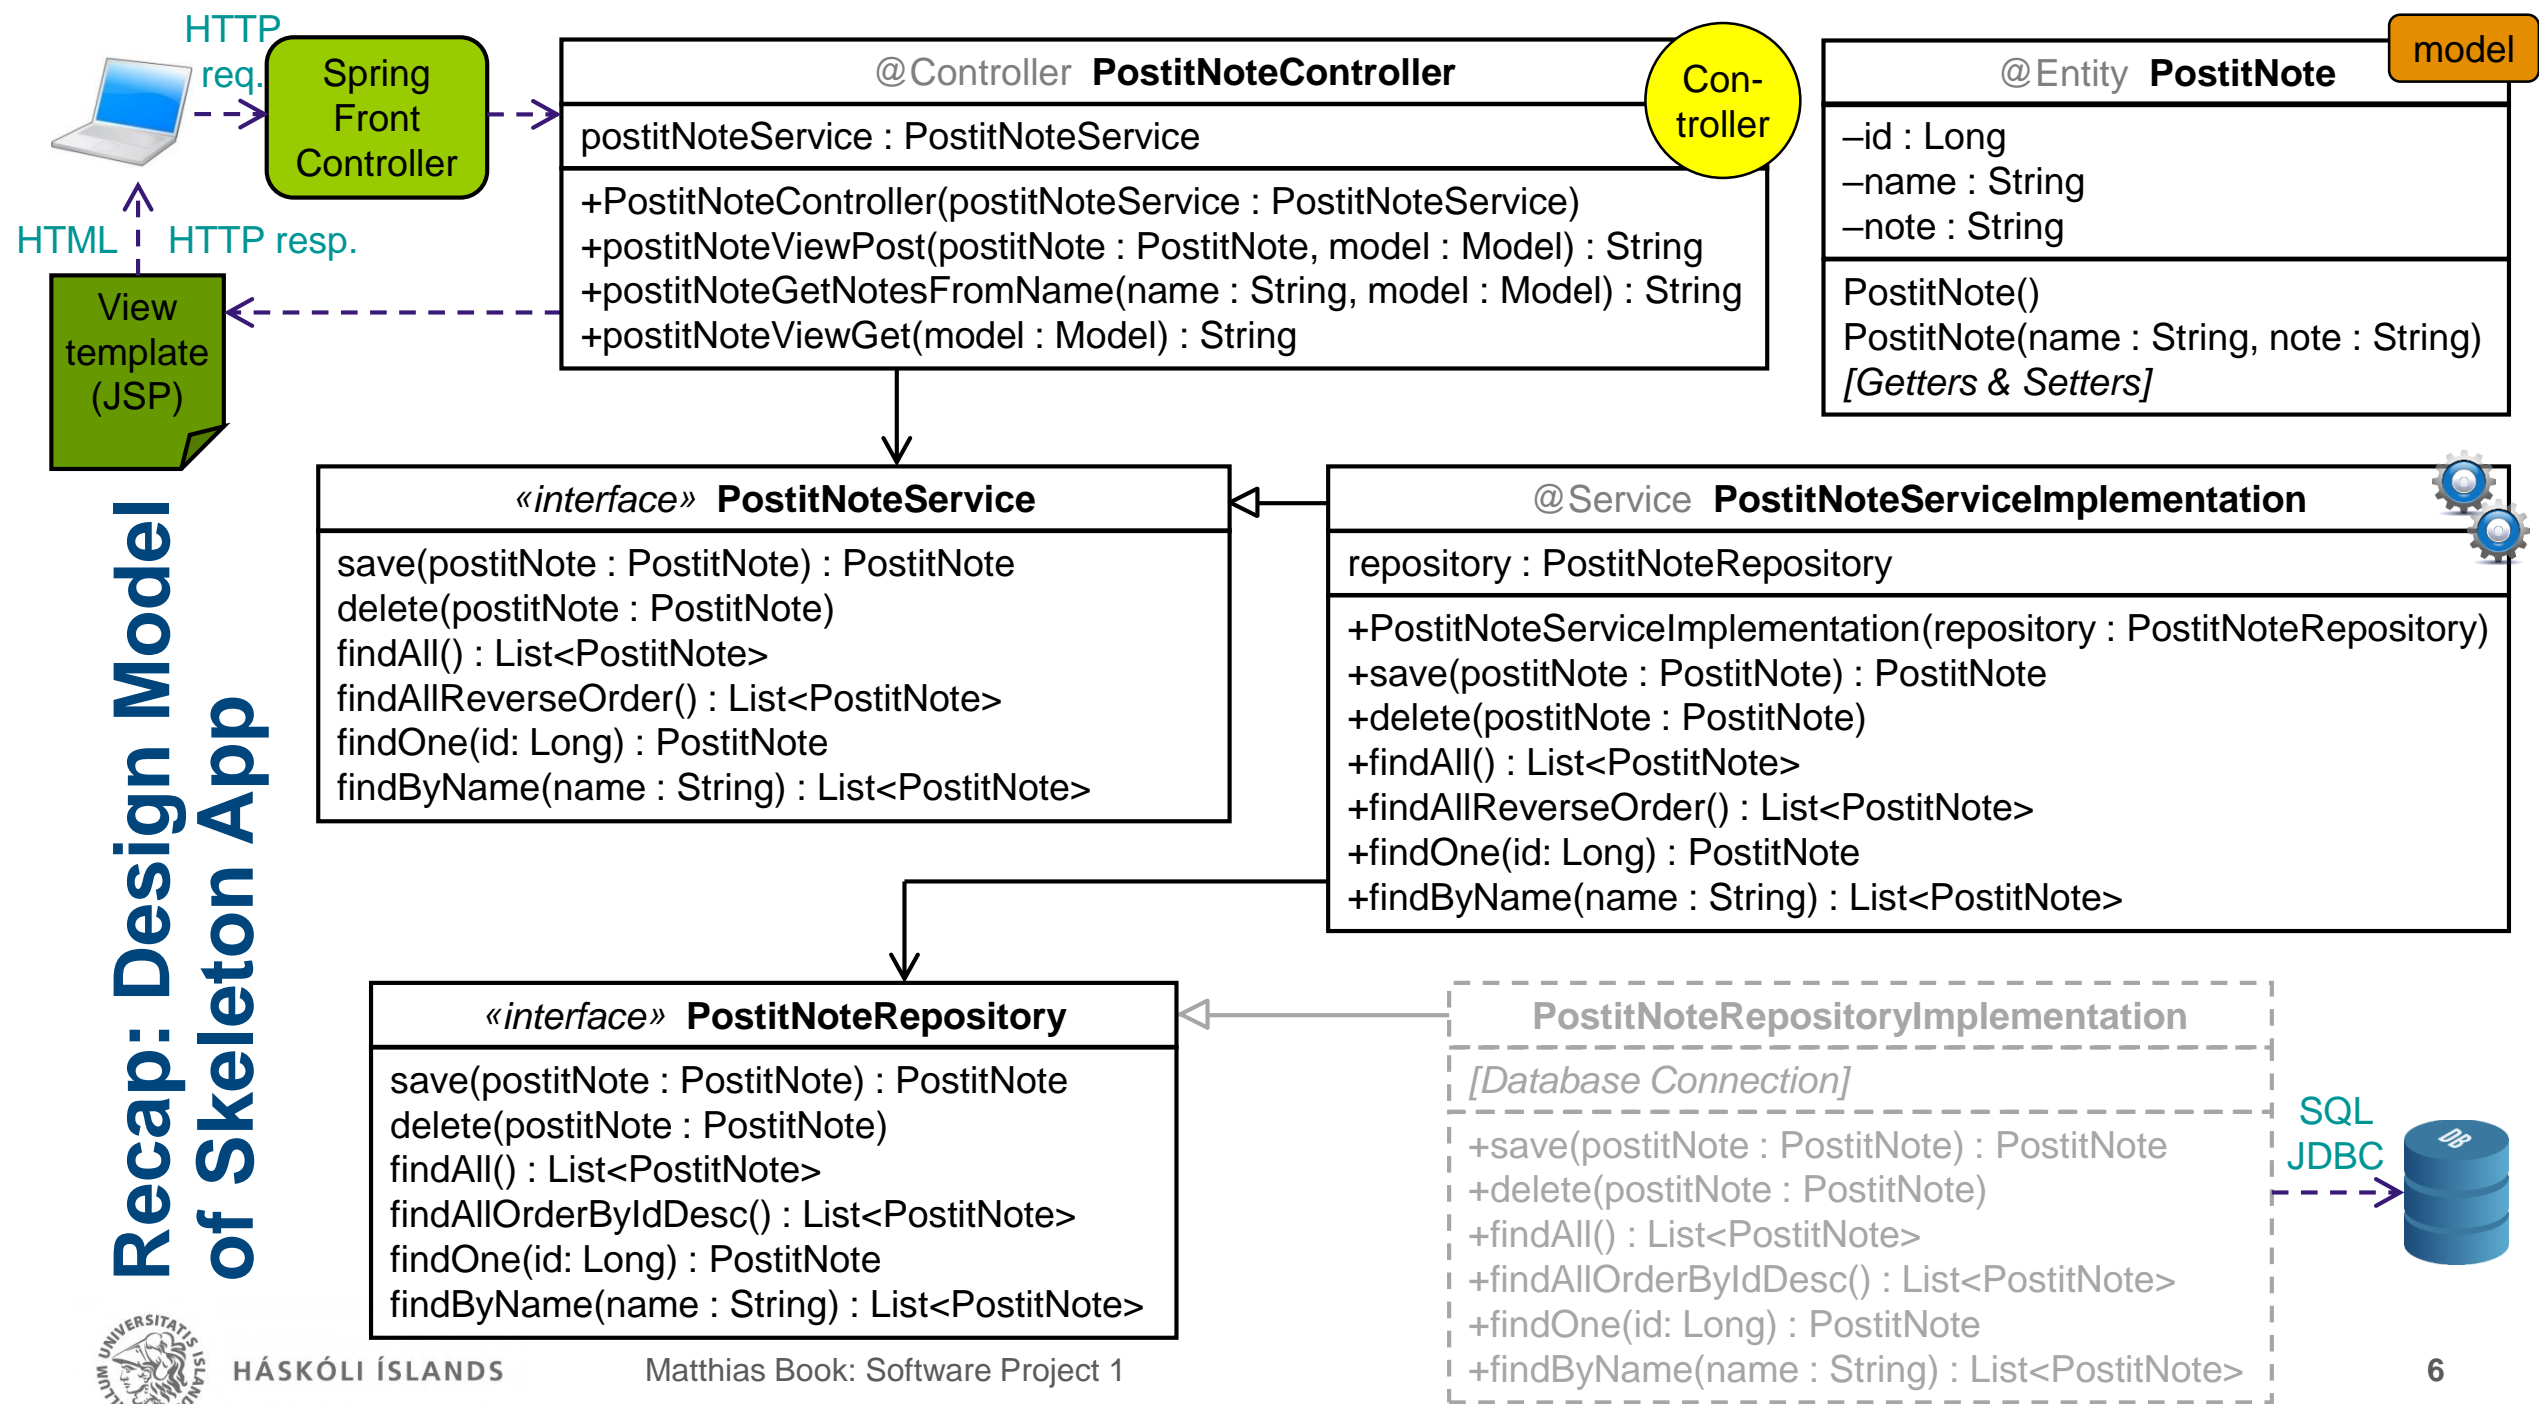 HTTP
req.
Spring
Front
Controller
@Controller PostitNoteController
postitNoteService : PostitNoteService
+PostitNoteController(postitNoteService : PostitNoteService)
+postitNoteViewPost(postitNote : PostitNote, model : Model) : String
+postitNoteGetNotesFromName(name : String, model : Model) : String
+postitNoteViewGet(model : Model) : String
Con-
troller
@Entity PostitNote
model
–id : Long
–name : String
–note : String
PostitNote()
PostitNote(name : String, note : String)
[Getters & Setters]
HTML
HTTP resp.
View
template
(JSP)
Recap: Design Model
of Skeleton App
«interface» PostitNoteService
save(postitNote : PostitNote) : PostitNote
delete(postitNote : PostitNote)
findAll() : List<PostitNote>
findAllReverseOrder() : List<PostitNote>
findOne(id: Long) : PostitNote
findByName(name : String) : List<PostitNote>
@Service PostitNoteServiceImplementation
repository : PostitNoteRepository
+PostitNoteServiceImplementation(repository : PostitNoteRepository)
+save(postitNote : PostitNote) : PostitNote
+delete(postitNote : PostitNote)
+findAll() : List<PostitNote>
+findAllReverseOrder() : List<PostitNote>
+findOne(id: Long) : PostitNote
+findByName(name : String) : List<PostitNote>
«interface» PostitNoteRepository
save(postitNote : PostitNote) : PostitNote
delete(postitNote : PostitNote)
findAll() : List<PostitNote>
findAllOrderByIdDesc() : List<PostitNote>
findOne(id: Long) : PostitNote
findByName(name : String) : List<PostitNote>
PostitNoteRepositoryImplementation
[Database Connection]
+save(postitNote : PostitNote) : PostitNote
+delete(postitNote : PostitNote)
+findAll() : List<PostitNote>
+findAllOrderByIdDesc() : List<PostitNote>
+findOne(id: Long) : PostitNote
+findByName(name : String) : List<PostitNote>
SQL
JDBC
DB
HÁSKÓLI ÍSLANDS
Matthias Book: Software Project 1
6